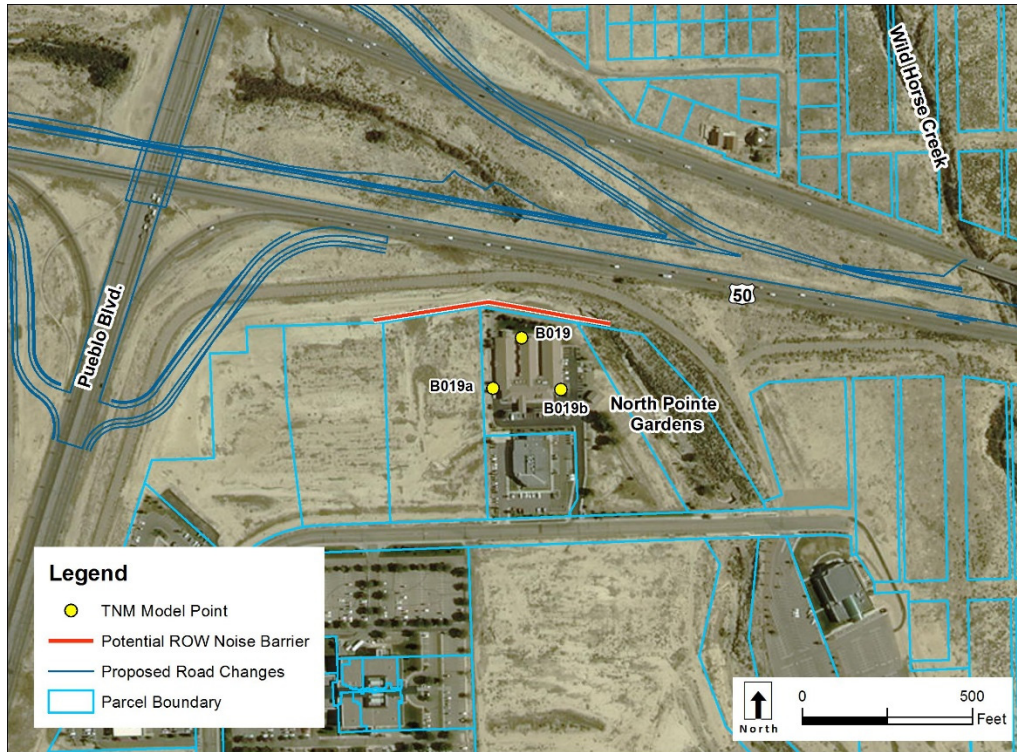 Wild Horse Creek
Pueblo Blvd.
50
B019
B019a
B019b
North Pointe
Gardens
Legend
TNM Model Point
Potential ROW Noise Barrier
Proposed Road Changes
Parcel Boundary
North
0
500
Feet